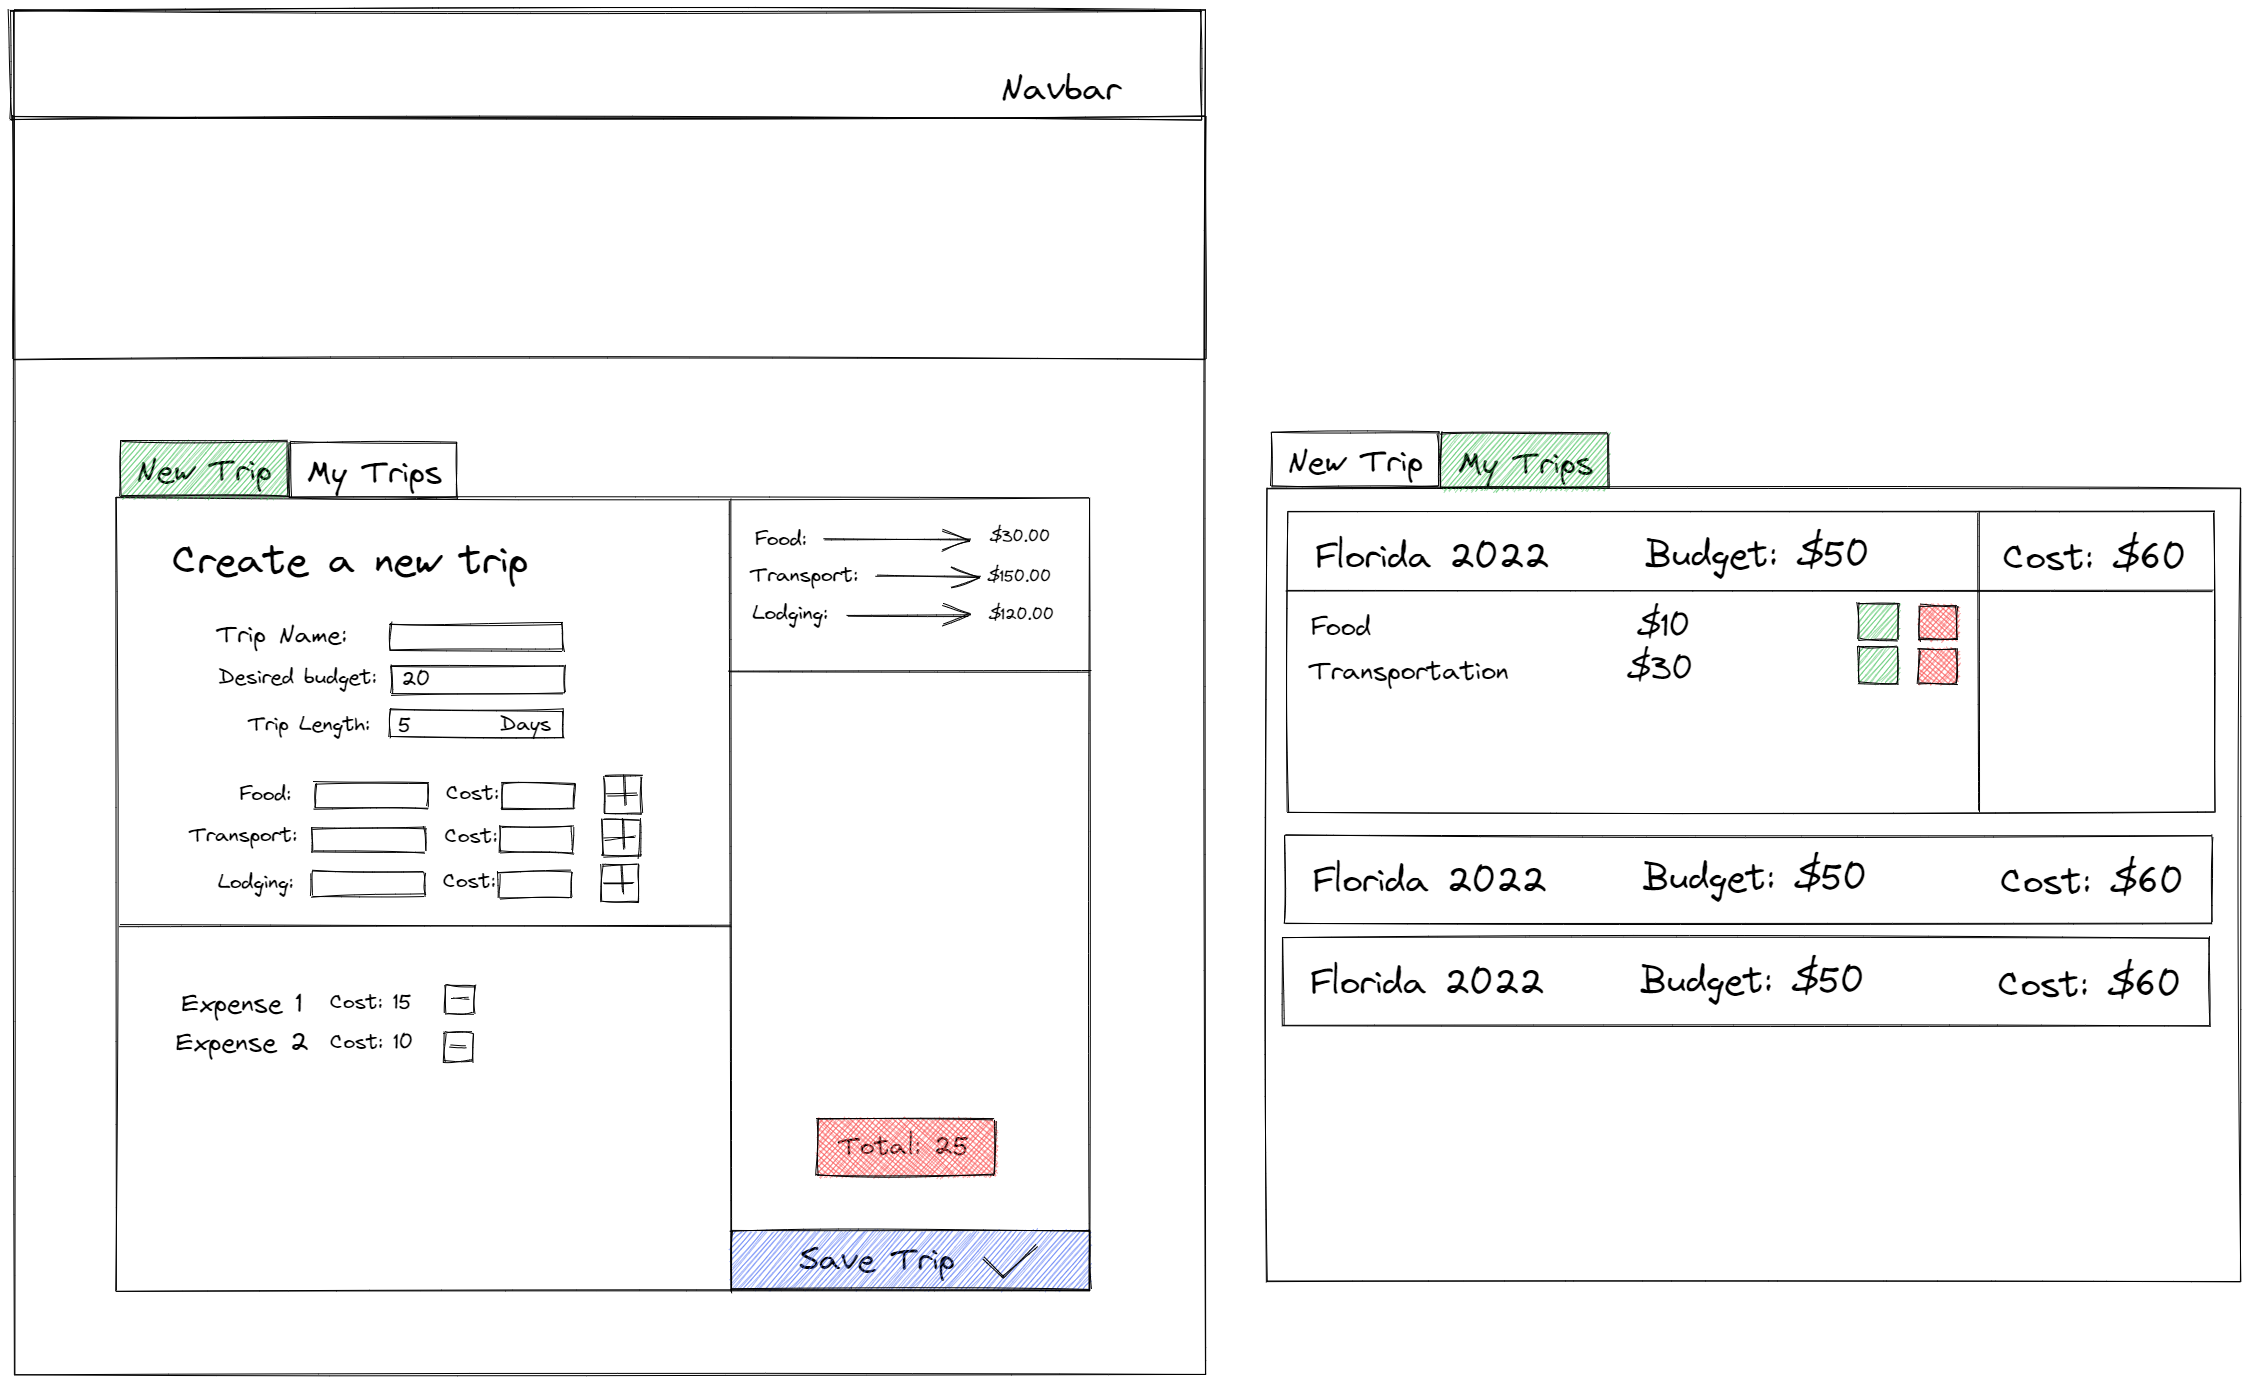 Navbar
New Trip My Trips
Create a new trip
Trip Name:
Desired budget: 20
Trip Length: 5 Days
Food: Cost:
Transport: Cost:
Lodging: Cost:
Expense 1 Cost: 15
Expense 2 Cost: 10
Food: $30.00
Transport: $150.00
Lodging: $120.00
Total: 25
Save Trip
New Trip My Trips
Florida 2022 Budget: $50 Cost: $60
Food $10
Transportation $30
Florida 2022 Budget: $50 Cost: $60
Florida 2022 Budget: $50 Cost: $60